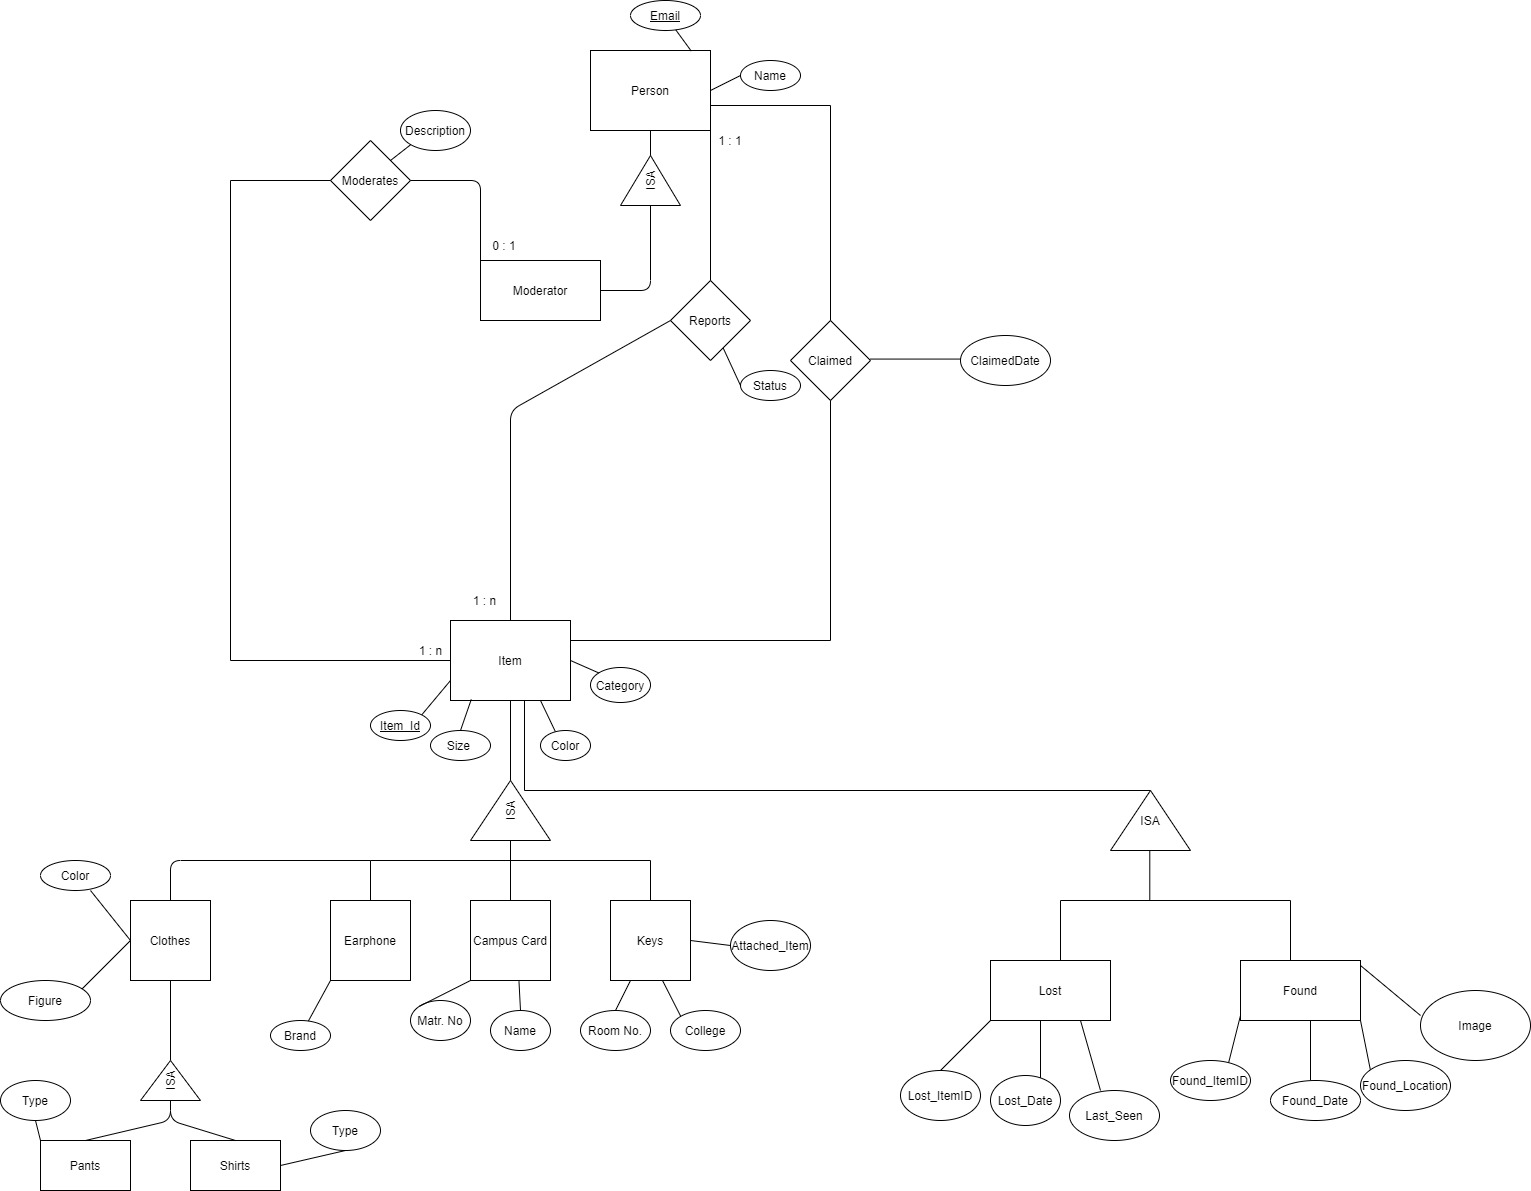 Email
Person
Name
Description
1 : 1
Moderates
ISA
0 : 1
Moderator
Reports
Claimed
ClaimedDate
Status
1 : n
1 : n
Item
Category
Item_Id
Size
Color
ISA
ISA
Color
Clothes
Earphone
Campus Card
Keys
Attached_Item
Figure
Brand
Matr. No
Name
Room No.
College
Lost
Found
Image
Lost_ItemID
Lost_Date
Last_Seen
Found_ItemID
Found_Date
Found_Location
ISA
Type
Type
Pants
Shirts